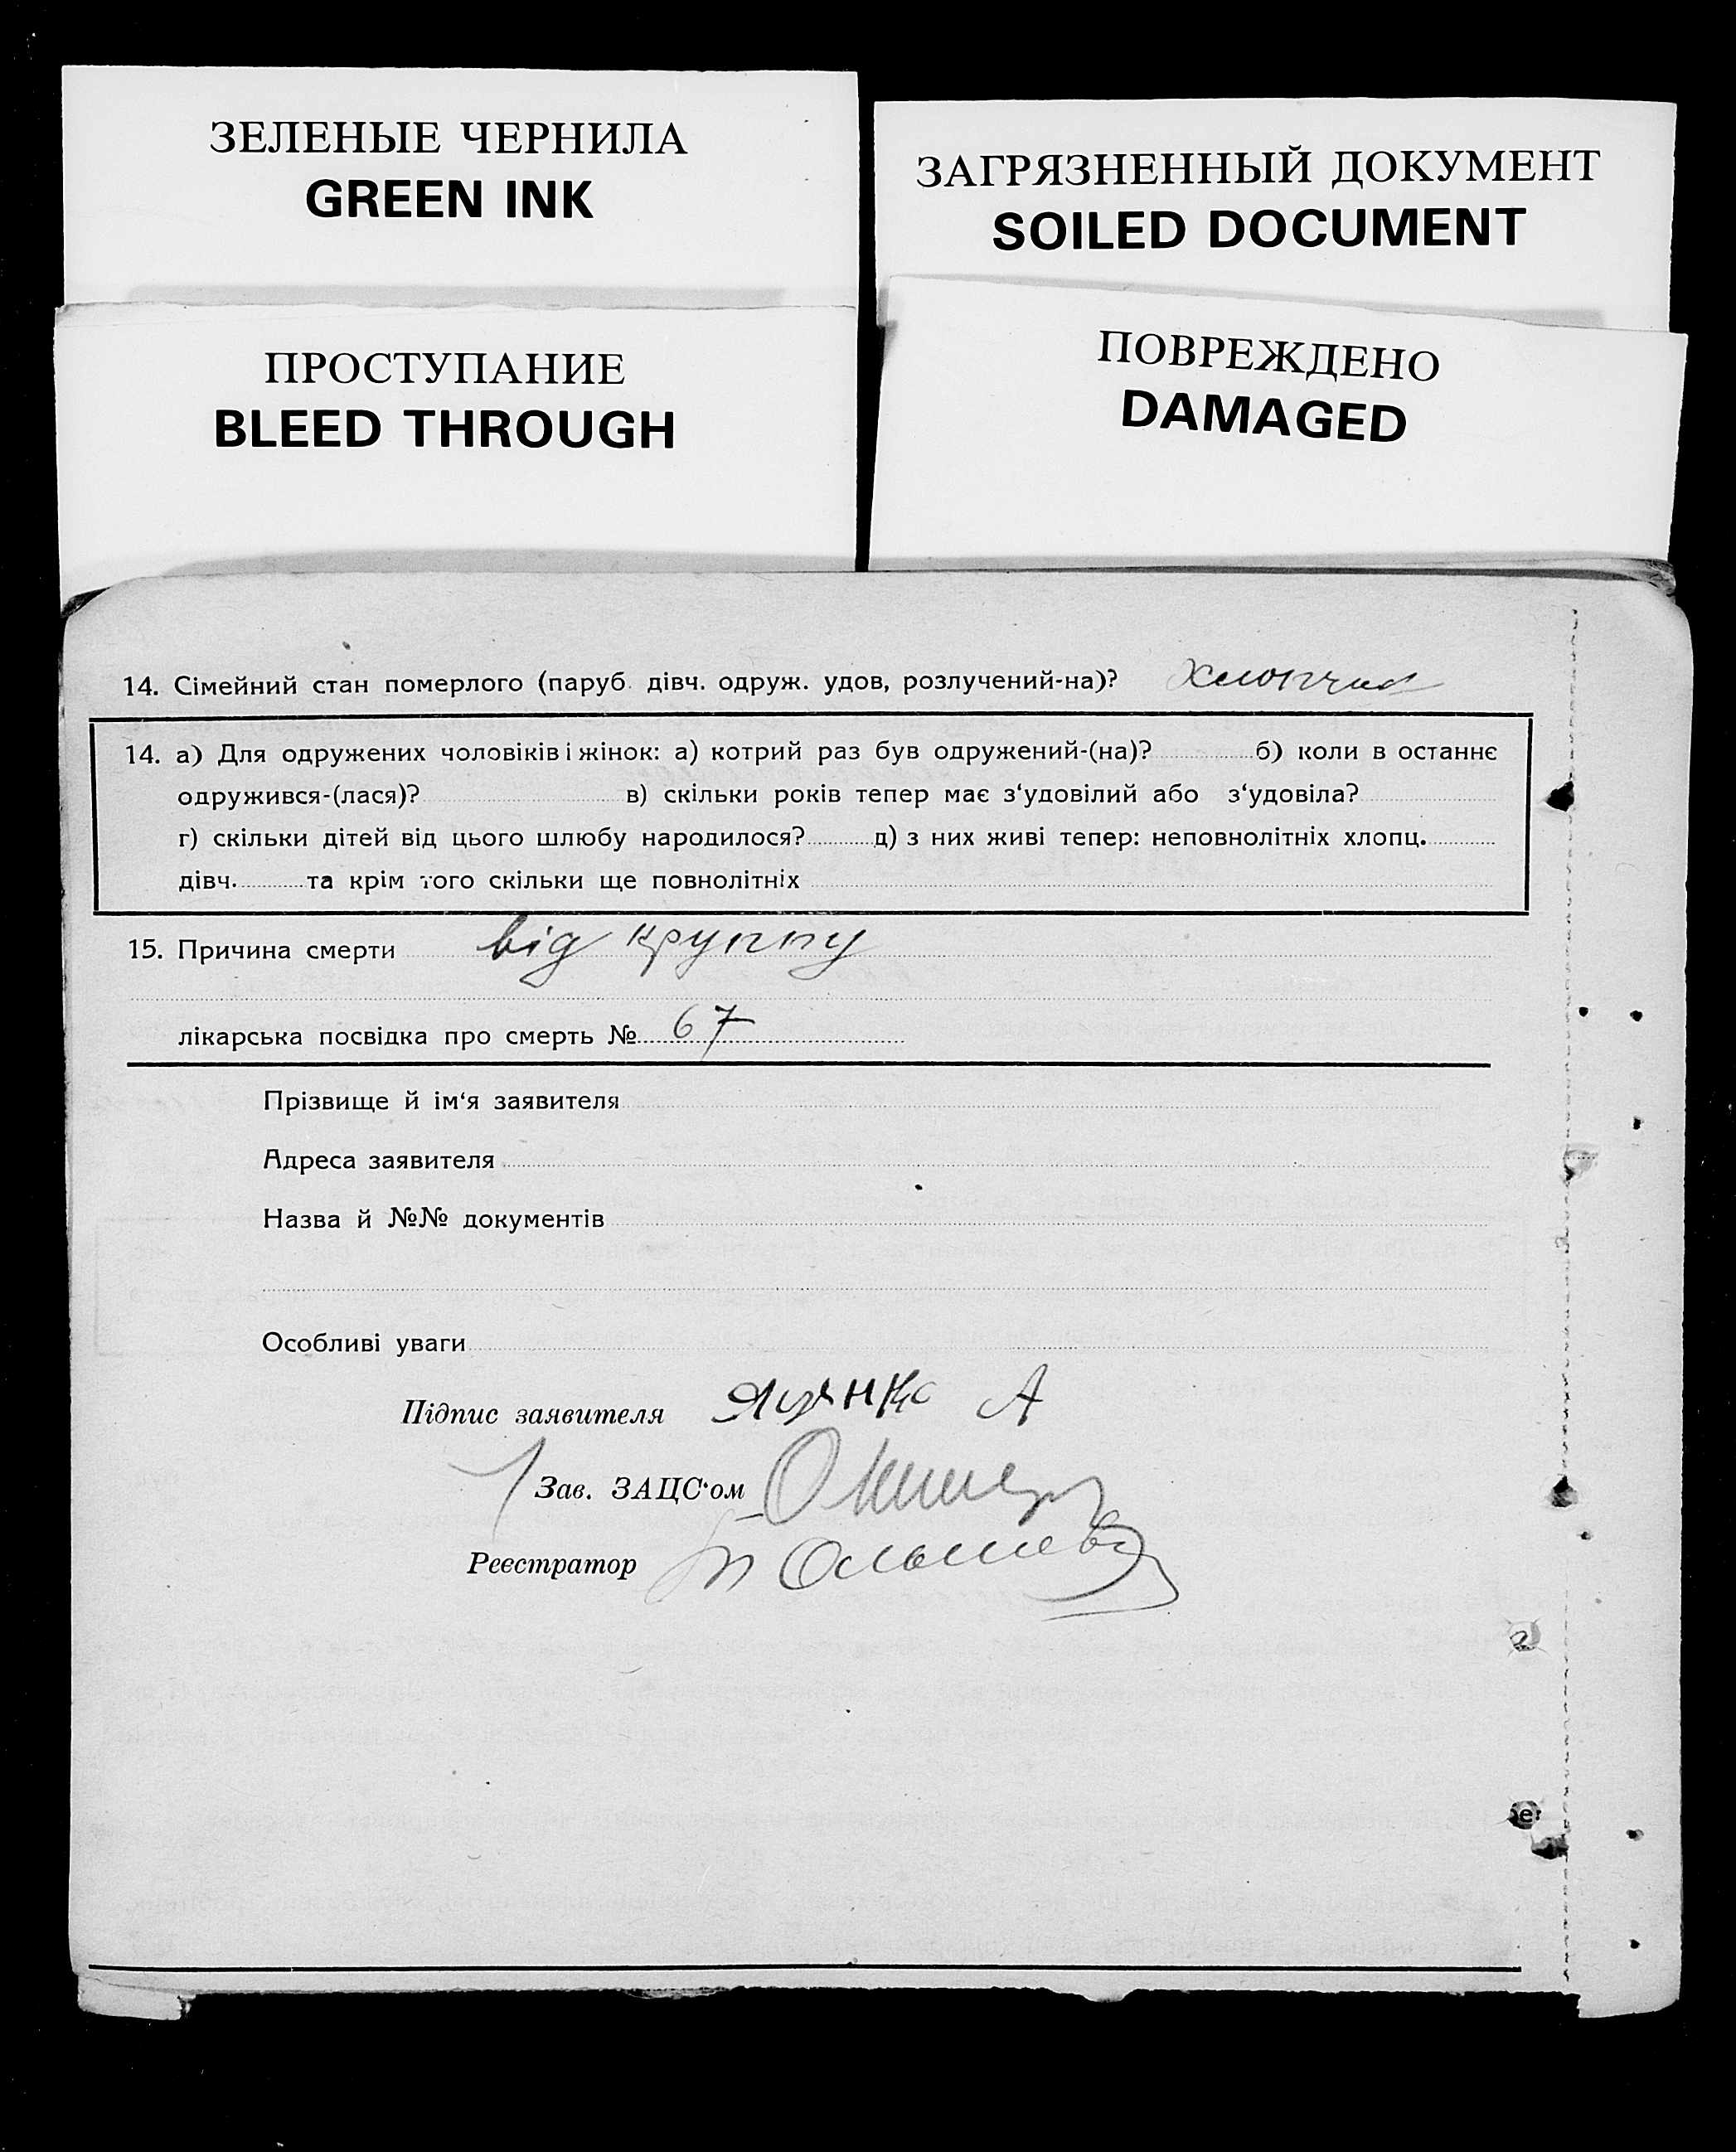 ЗЕЛЕНЫЕ ЧЕРНИЛА
GREEN INK
ЗАГРЯЗНЕННЫЙ ДОКУМЕНТ
SOILED DOCUMENT
ПРОСТУПАНИЕ
BLEED THROUGH
ПОВРЕЖДЕНО
DAMAGED
14. Сімейний стан померлого (паруб. дівч. одруж. удов, розлучений-на)? хлопчик
14. а) Для одружених чоловіків і жінок: а) котрий раз був одружений-(на)? б) коли в останнє
одружився-(лася)? в) скільки років тепер має з‘удовілий або з‘удовіла?
г) скільки дітей від цього шлюбу народилося? д) з них живі тепер: неповнолітніх хлопц.
дівч. та крім того скільки ще повнолітніх
15. Причина смерти від круппу
лікарська посвідка про смерть № 67
Прізвище й ім‘я заявителя
Адреса заявителя
Назва й №№ документів
Особливі уваги
Підпис заявителя А
Зав. ЗАЦС‘ом
Реєстратор